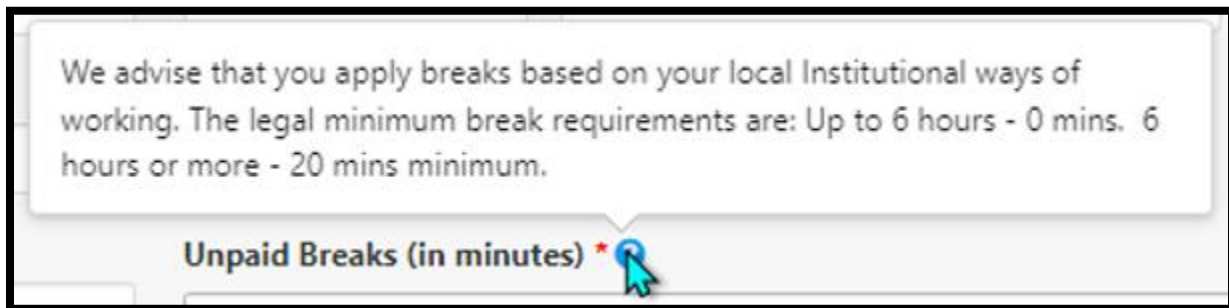 We advise that you apply breaks based on your local Institutional ways of
working. The legal minimum break requirements are: Up to 6 hours - 0 mins.  6
hours or more - 20 mins minimum.
Unpaid Breaks (in minutes) *